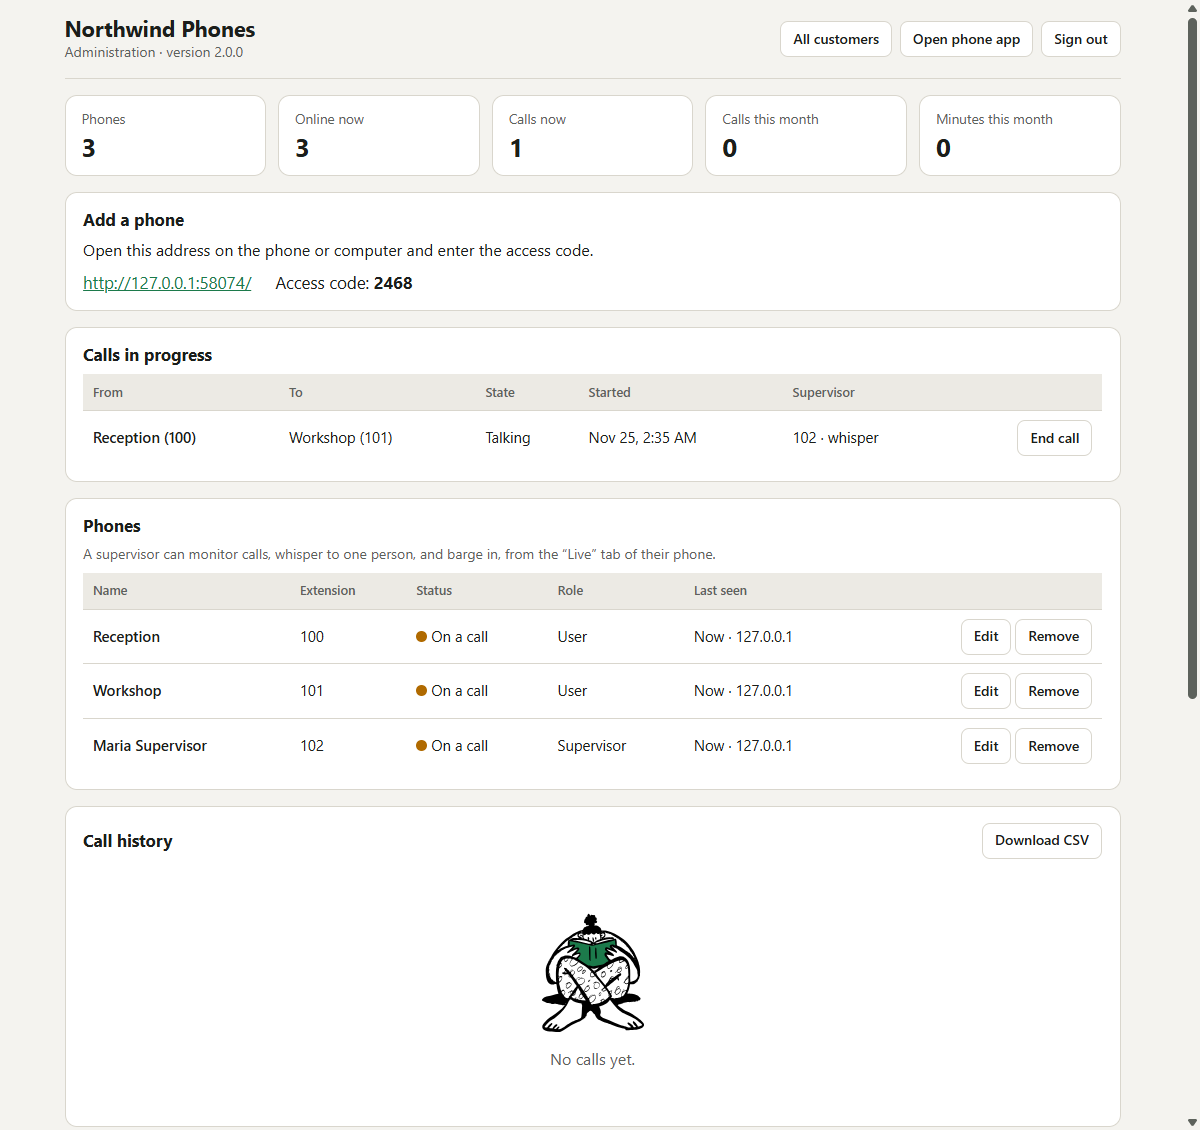 Northwind Phones
Administration · version 2.0.0
All customers
Open phone app
Sign out
Phones
3
Online now
3
Calls now
1
Calls this month
0
Minutes this month
0
Add a phone
Open this address on the phone or computer and enter the access code.
http://127.0.0.1:58074/ Access code: 2468
Calls in progress
From To State Started Supervisor
Reception (100) Workshop (101) Talking Nov 25, 2:35 AM 102 · whisper End call
Phones
A supervisor can monitor calls, whisper to one person, and barge in, from the “Live” tab of their phone.
Name Extension Status Role Last seen
Reception 100 On a call User Now · 127.0.0.1 Edit Remove
Workshop 101 On a call User Now · 127.0.0.1 Edit Remove
Maria Supervisor 102 On a call Supervisor Now · 127.0.0.1 Edit Remove
Call history
Download CSV
No calls yet.